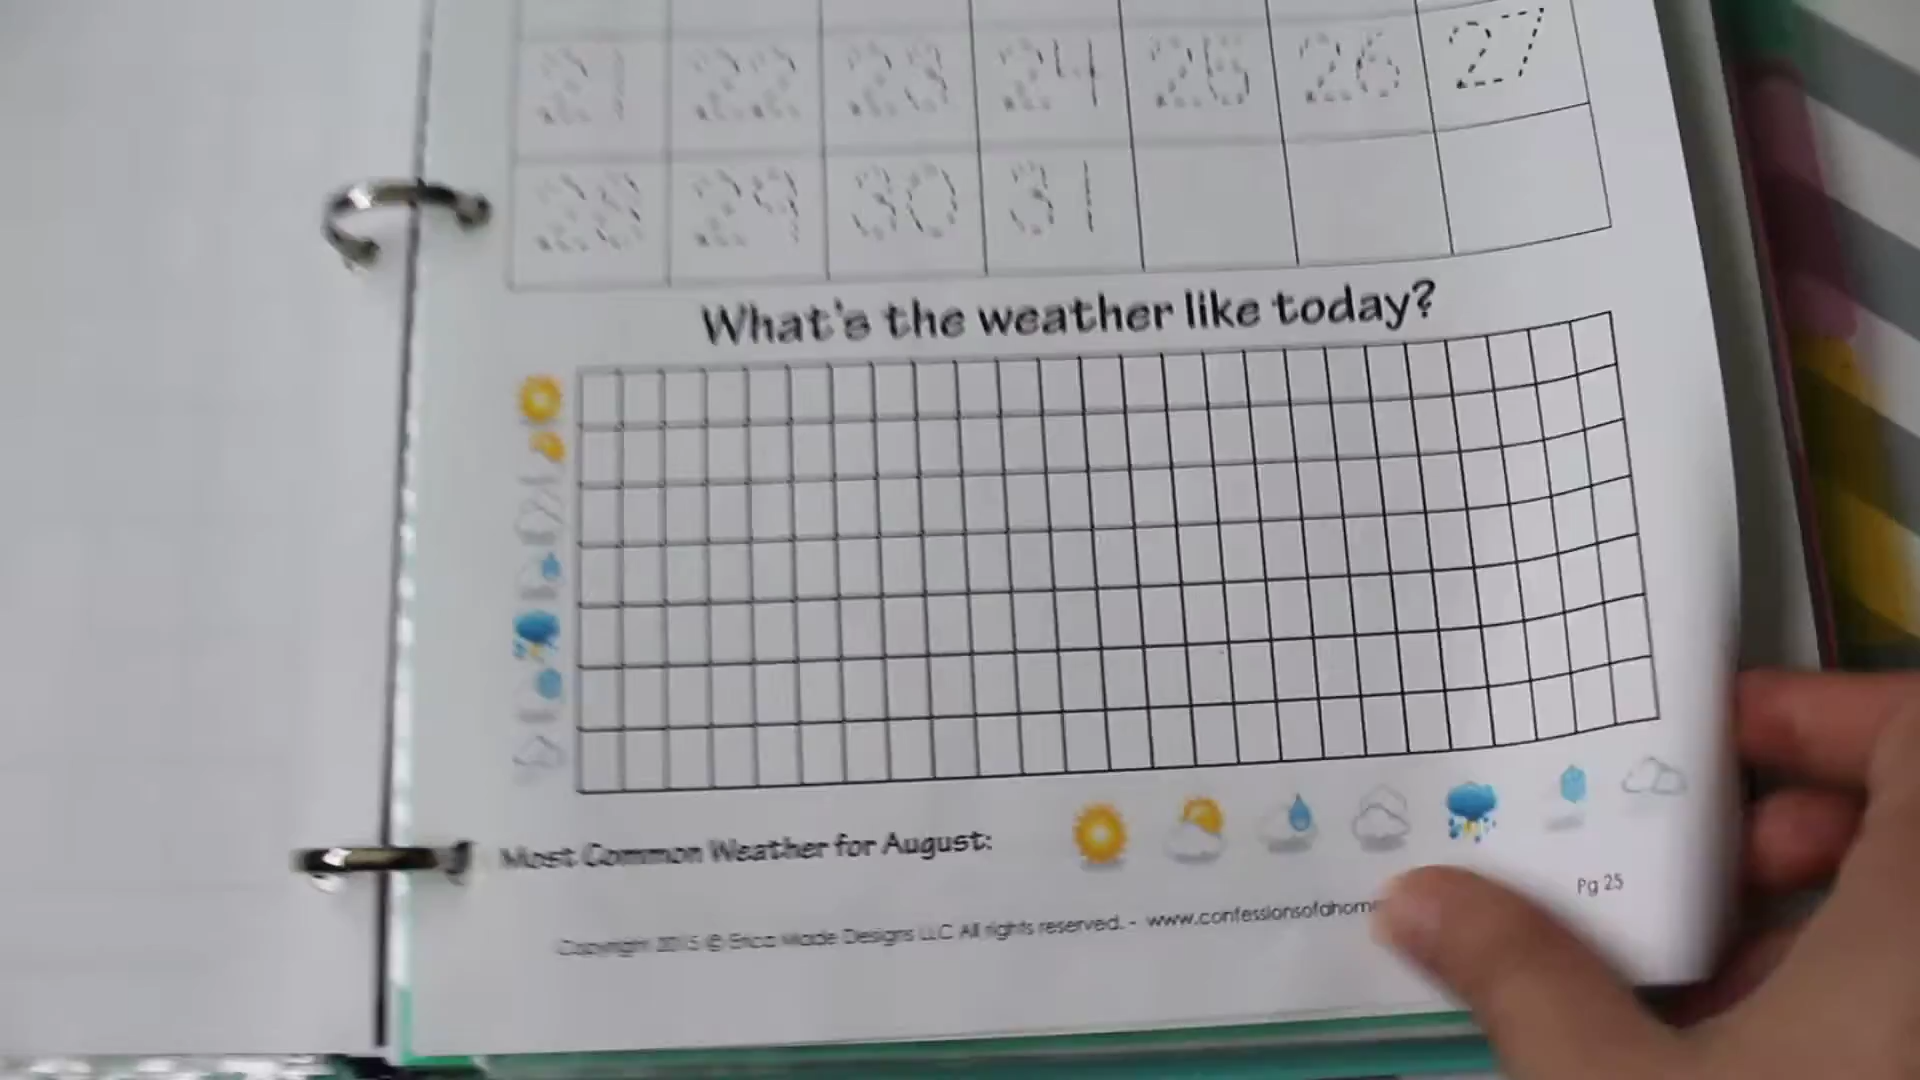 21 22 23 24 25 26 27
28 29 30 31
What's the weather like today?
Most Common Weather for August:
Pg 25
Copyright 2015 @ Erica Made Designs LLC All rights reserved. - www.confessionsofahome